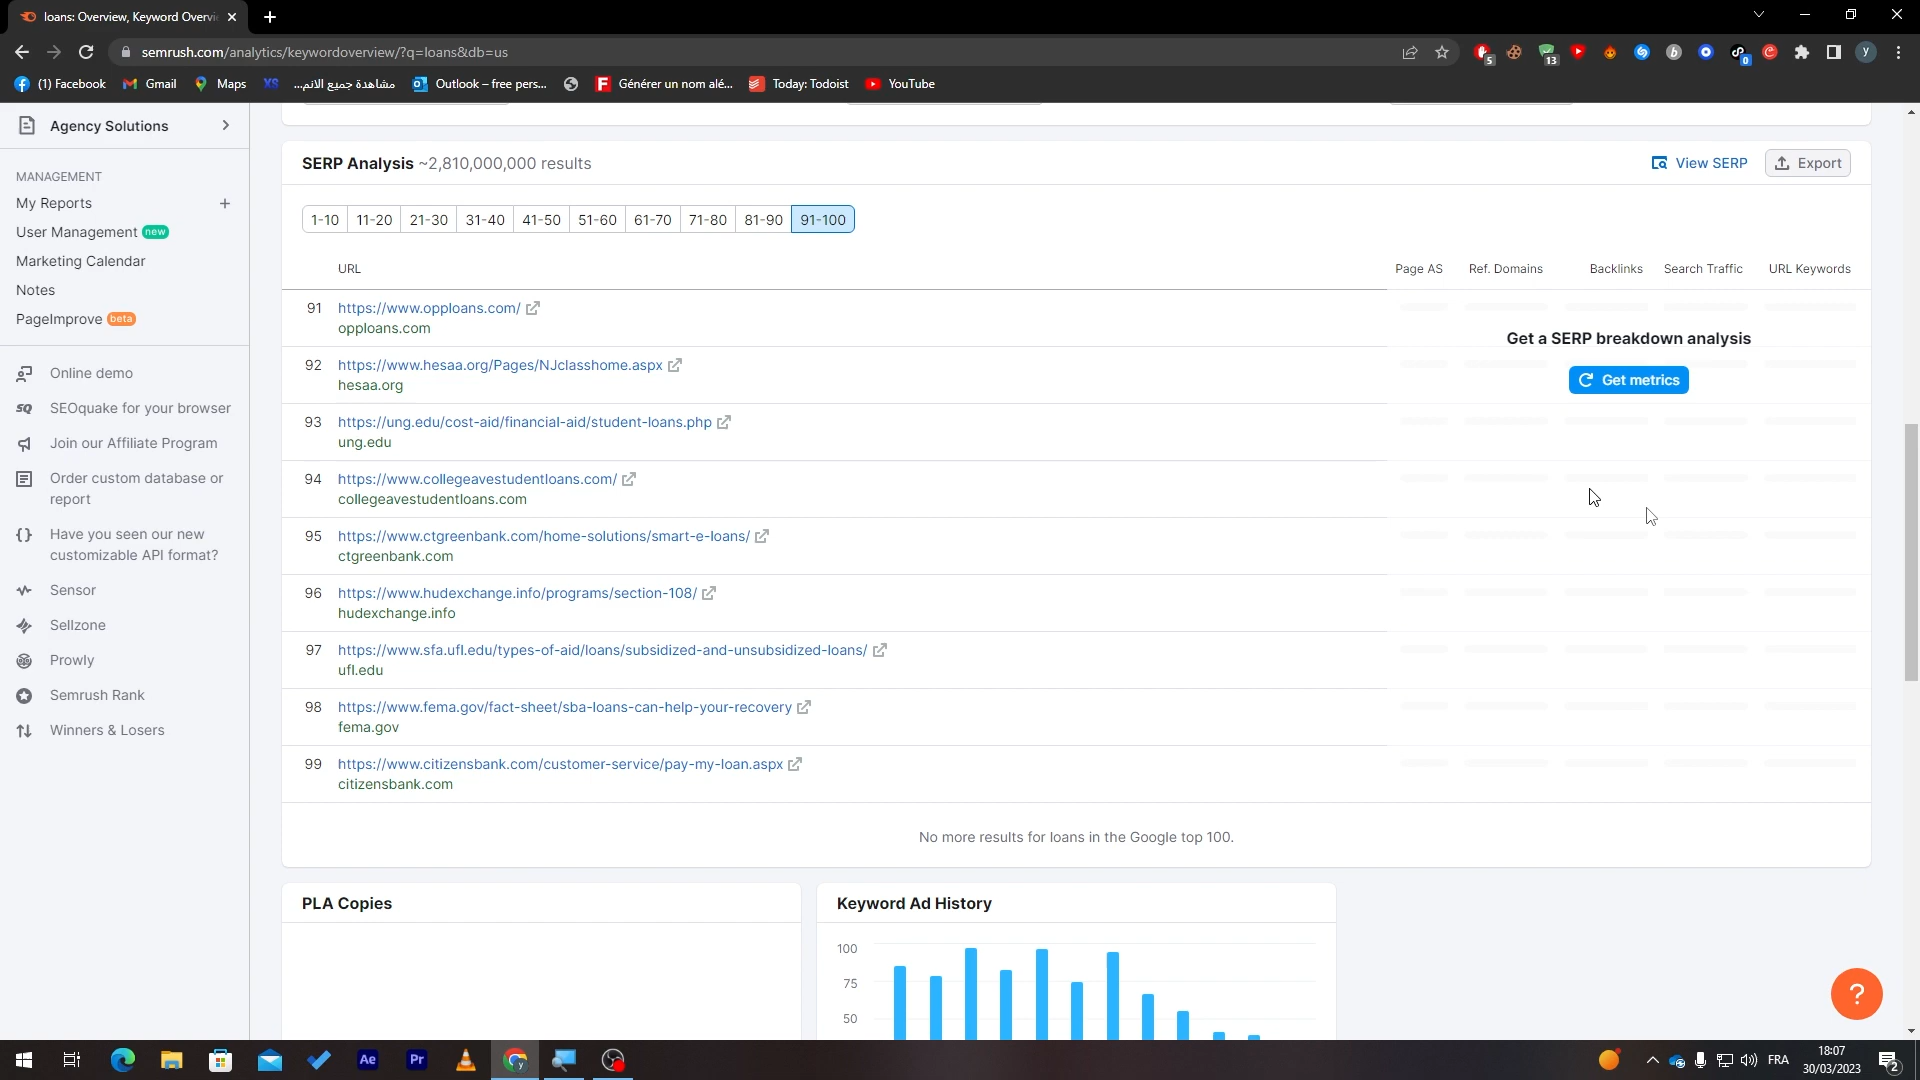 loans: Overview, Keyword Overvi
semrush.com/analytics/keywordoverview/?q=loans&db=us
5
13
0
y
(1) Facebook
Gmail
Maps
XS
مشاهدة جميع الانم...
Outlook – free pers...
Générer un nom alé...
Today: Todoist
YouTube
Agency Solutions
MANAGEMENT
My Reports
User Management new
Marketing Calendar
Notes
PageImprove beta
Online demo
SEOquake for your browser
Join our Affiliate Program
Order custom database or
report
Have you seen our new
customizable API format?
Sensor
Sellzone
Prowly
Semrush Rank
Winners & Losers
SERP Analysis ~2,810,000,000 results
View SERP
Export
1-10 11-20 21-30 31-40 41-50 51-60 61-70 71-80 81-90 91-100
URL Page AS Ref. Domains Backlinks Search Traffic URL Keywords
91 https://www.opploans.com/
opploans.com
Get a SERP breakdown analysis
Get metrics
92 https://www.hesaa.org/Pages/NJclasshome.aspx
hesaa.org
93 https://ung.edu/cost-aid/financial-aid/student-loans.php
ung.edu
94 https://www.collegeavestudentloans.com/
collegeavestudentloans.com
95 https://www.ctgreenbank.com/home-solutions/smart-e-loans/
ctgreenbank.com
96 https://www.hudexchange.info/programs/section-108/
hudexchange.info
97 https://www.sfa.ufl.edu/types-of-aid/loans/subsidized-and-unsubsidized-loans/
ufl.edu
98 https://www.fema.gov/fact-sheet/sba-loans-can-help-your-recovery
fema.gov
99 https://www.citizensbank.com/customer-service/pay-my-loan.aspx
citizensbank.com
No more results for loans in the Google top 100.
PLA Copies
Keyword Ad History
100
75
50
?
Ae
Pr
FRA
18:07
30/03/2023
2